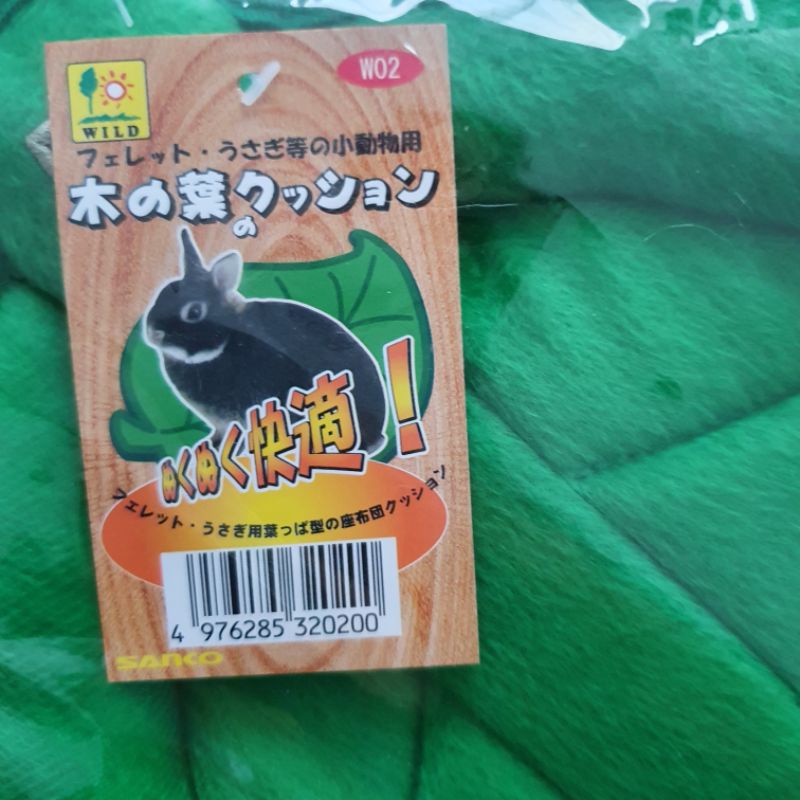 W02
WILD
フェレット・うさぎ等の小動物用
木の葉のクッション
ぬくぬく快適!
フェレット・うさぎ用葉っぱ型の座布団クッション
4 976285 320200
SANCO